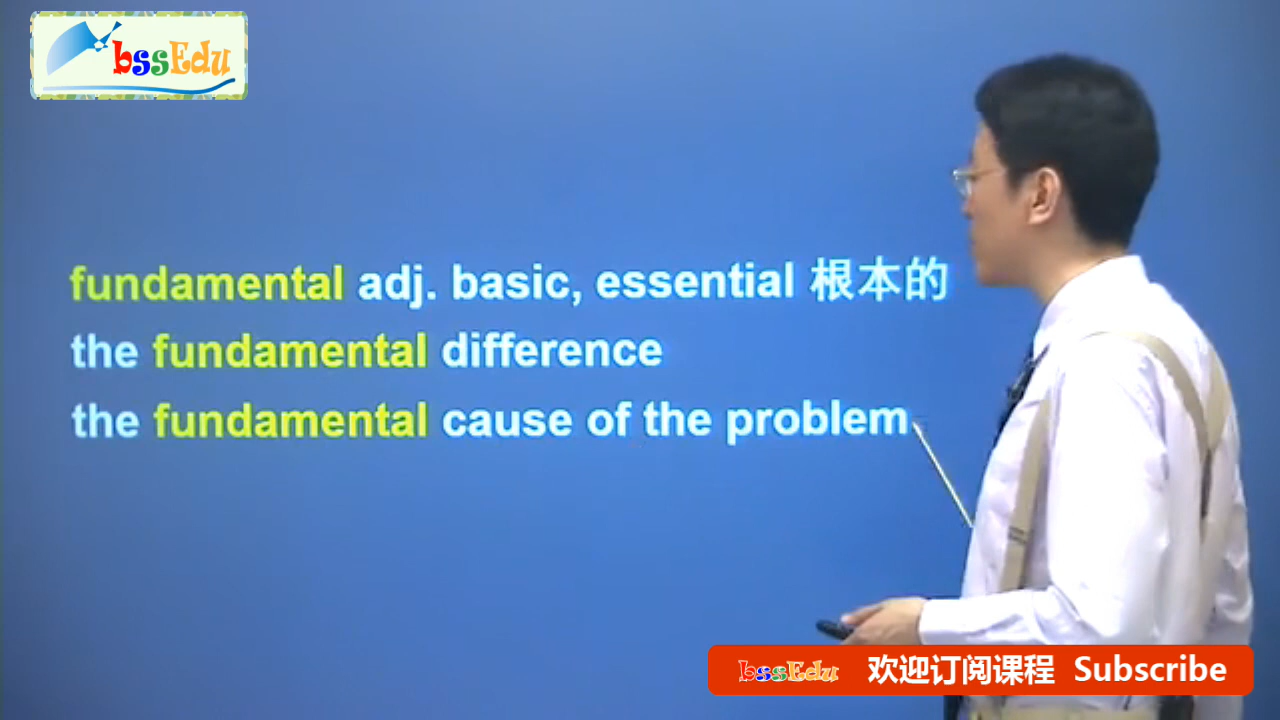 bssEdu
fundamental adj. basic, essential 根本的
the fundamental difference
the fundamental cause of the problem
bssEdu 欢迎订阅课程 Subscribe